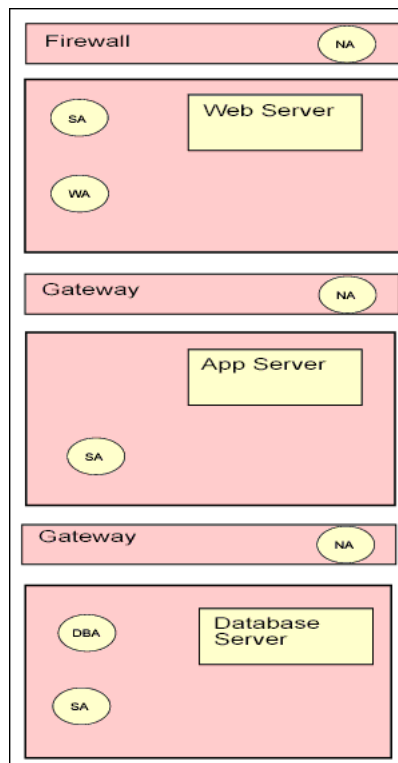 Firewall
NA
SA
Web Server
WA
Gateway
NA
App Server
SA
Gateway
NA
DBA
Database
Server
SA